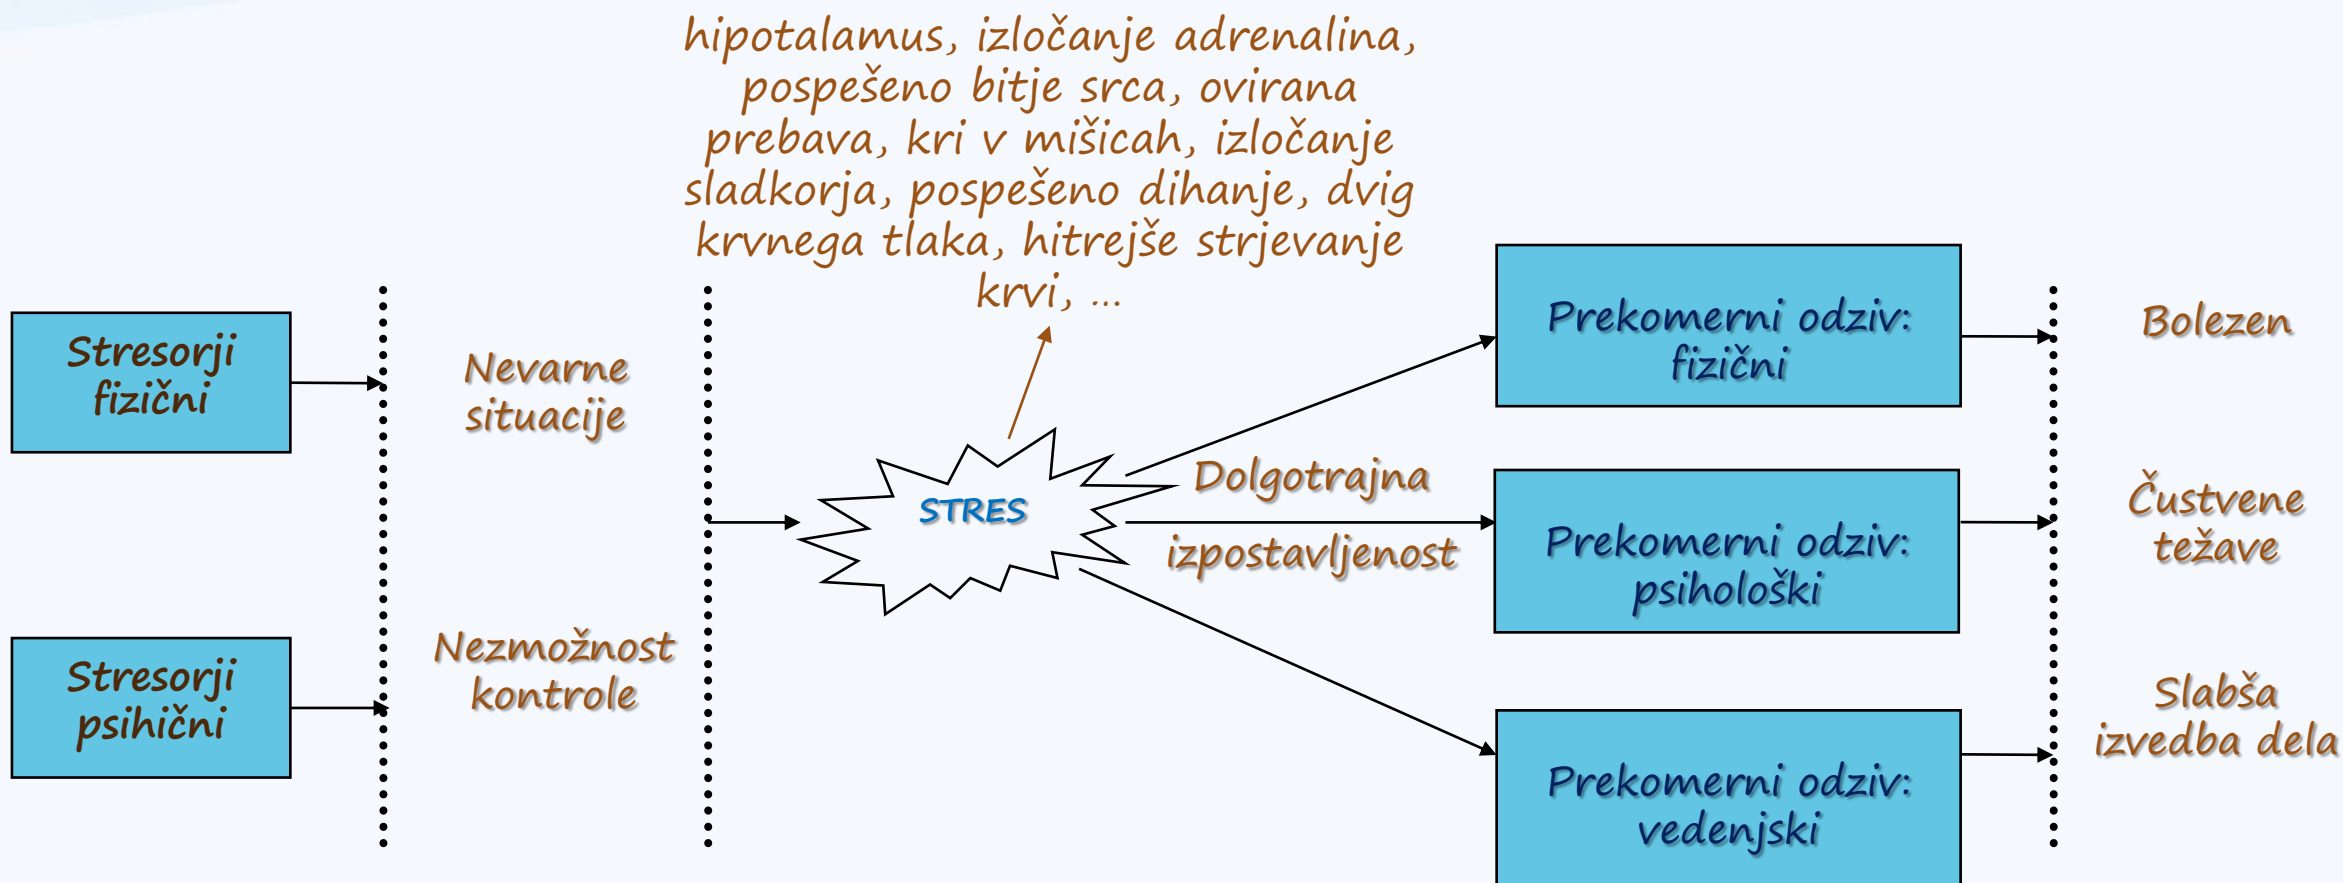 hipotalamus, izločanje adrenalina,
pospešeno bitje srca, ovirana
prebava, kri v mišicah, izločanje
sladkorja, pospešeno dihanje, dvig
krvnega tlaka, hitrejše strjevanje
krvi, ...
Stresorji
fizični
Stresorji
psihični
Nevarne
situacije
Nezmožnost
kontrole
STRES
Dolgotrajna
izpostavljenost
Prekomerni odziv:
fizični
Prekomerni odziv:
psihološki
Prekomerni odziv:
vedenjski
Bolezen
Čustvene
težave
Slabša
izvedba dela